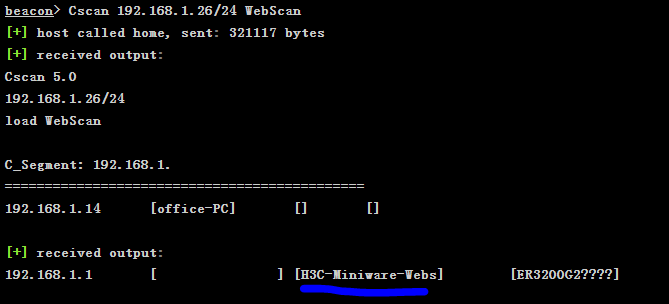 beacon> Cscan 192.168.1.26/24 WebScan
[+] host called home, sent: 321117 bytes
[+] received output:
Cscan 5.0
192.168.1.26/24
load WebScan
C_Segment: 192.168.1.
=============================================
192.168.1.14 [office-PC] [] []
[+] received output:
192.168.1.1 [ ] [H3C-Miniware-Webs] [ER3200G2????]